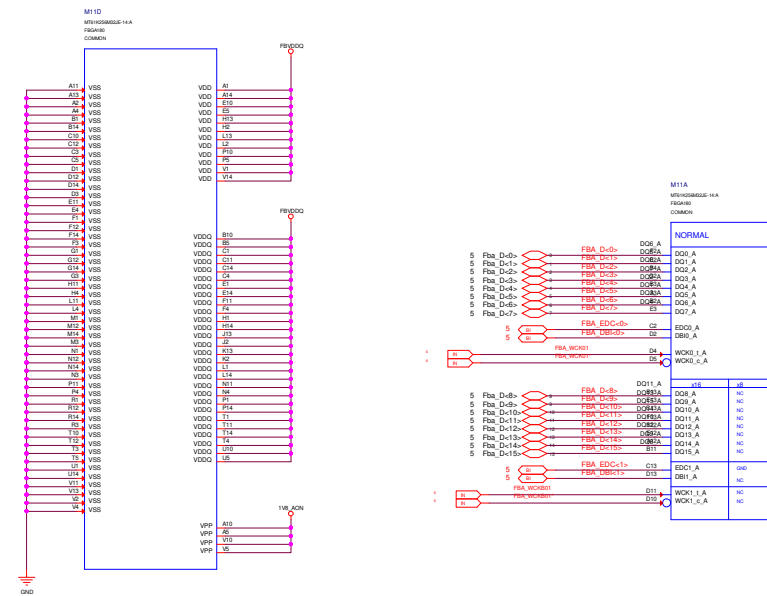 M11D
MT61K256M32JE-14:A
FBGA180
COMMON
FBVDDQ
A11 VSS VDD A1
A13 VSS VDD A14
A2 VSS VDD E10
A4 VSS VDD E5
B1 VSS VDD H13
B14 VSS VDD H2
C10 VSS VDD L13
C12 VSS VDD L2
C3 VSS VDD P10
C5 VSS VDD P5
D1 VSS VDD V1
D12 VSS VDD V14
D14 VSS
D3 VSS
E11 VSS
E4 VSS
F1 VSS
FBVDDQ
F12 VSS
F14 VSS VDDQ B10
F3 VSS VDDQ B5
G1 VSS VDDQ C1
G12 VSS VDDQ C11
G14 VSS VDDQ C14
G3 VSS VDDQ C4
H11 VSS VDDQ E1
H4 VSS VDDQ E14
L11 VSS VDDQ F11
L4 VSS VDDQ F4
M1 VSS VDDQ H1
M12 VSS VDDQ H14
M14 VSS VDDQ J13
M3 VSS VDDQ J2
N1 VSS VDDQ K13
N12 VSS VDDQ K2
N14 VSS VDDQ L1
N3 VSS VDDQ L14
P11 VSS VDDQ N11
P4 VSS VDDQ N4
R1 VSS VDDQ P1
R12 VSS VDDQ P14
R14 VSS VDDQ T1
R3 VSS VDDQ T11
T10 VSS VDDQ T14
T12 VSS VDDQ T4
T3 VSS VDDQ U10
T5 VSS VDDQ U5
U1 VSS
U14 VSS
V11 VSS
V13 VSS
V2 VSS
V4 VSS
1V8_AON
VPP A10
VPP A5
VPP V10
VPP V5
GND
M11A
MT61K256M32JE-14:A
FBGA180
COMMON
NORMAL
DQ6_A
5 Fba_D<0> FBA_D<0> DQ0_A
5 Fba_D<1> FBA_D<1> DQ1_A
5 Fba_D<2> FBA_D<2> DQ2_A
5 Fba_D<3> FBA_D<3> DQ3_A
5 Fba_D<4> FBA_D<4> DQ4_A
5 Fba_D<5> FBA_D<5> DQ5_A
5 Fba_D<6> FBA_D<6> DQ6_A
5 Fba_D<7> FBA_D<7> E3 DQ7_A
5 BI FBA_EDC<0> C2 EDC0_A
5 BI FBA_DBI<0> D2 DBI0_A
IN FBA_WCK01 D4 WCK0_t_A
IN FBA_WCK01 D5 WCK0_c_A
DQ11_A x16 x8
5 Fba_D<8> FBA_D<8> DQ8_A NC
5 Fba_D<9> FBA_D<9> DQ9_A NC
5 Fba_D<10> FBA_D<10> DQ10_A NC
5 Fba_D<11> FBA_D<11> DQ11_A NC
5 Fba_D<12> FBA_D<12> DQ12_A NC
5 Fba_D<13> FBA_D<13> DQ13_A NC
5 Fba_D<14> FBA_D<14> DQ14_A NC
5 Fba_D<15> FBA_D<15> B11 DQ15_A NC
5 BI FBA_EDC<1> C13 EDC1_A GND
5 BI FBA_DBI<1> D13 DBI1_A NC
IN FBA_WCKB01 D11 WCK1_t_A NC
IN FBA_WCKB01 D10 WCK1_c_A NC